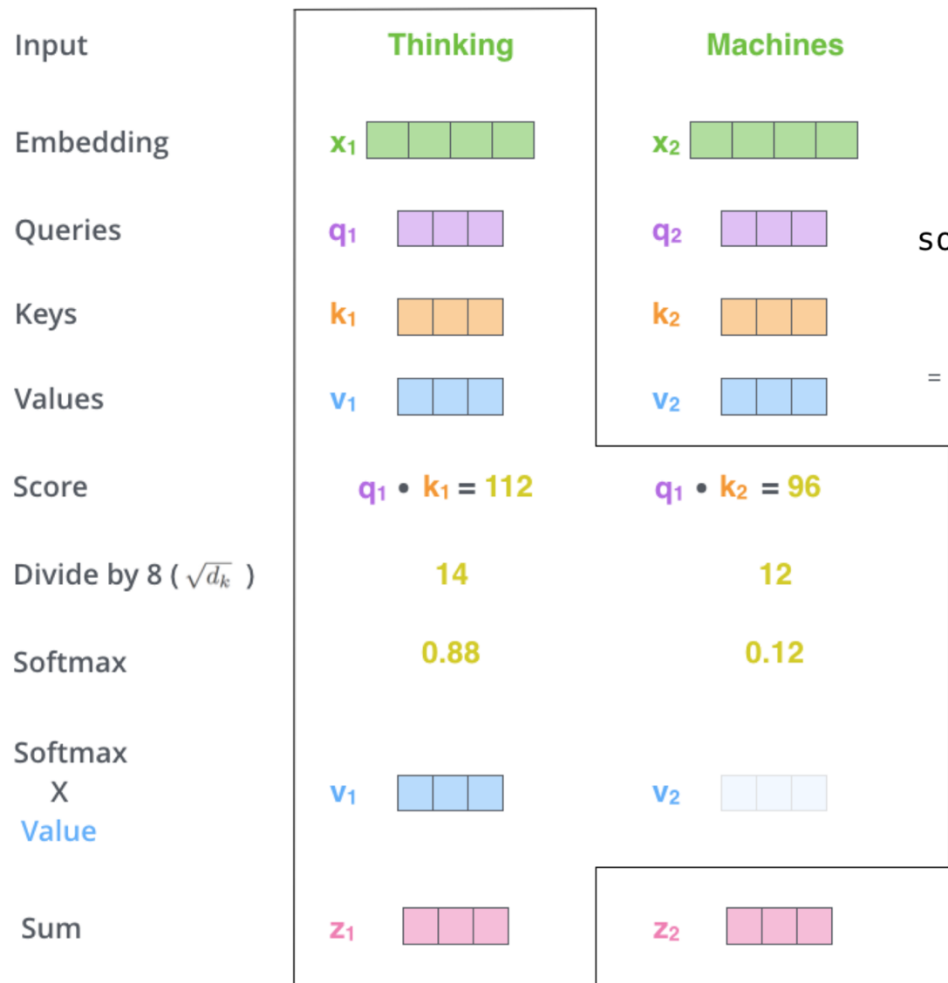 Input Thinking Machines
Embedding x₁ x₂
Queries q₁ q₂
Keys k₁ k₂
=
Values v₁ v₂
Score q₁ • k₁ = 112 q₁ • k₂ = 96
Divide by 8 ( √dₖ ) 14 12
Softmax 0.88 0.12
Softmax
X v₁ v₂
Value
Sum z₁ z₂